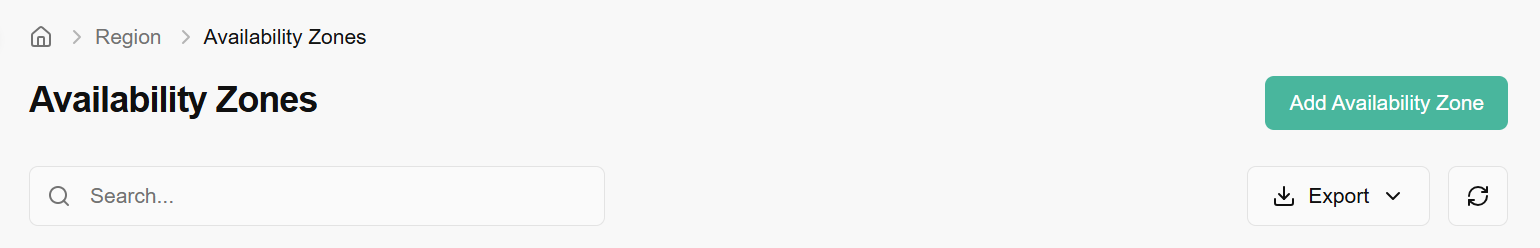 Region Availability Zones
Availability Zones
Add Availability Zone
Search...
Export